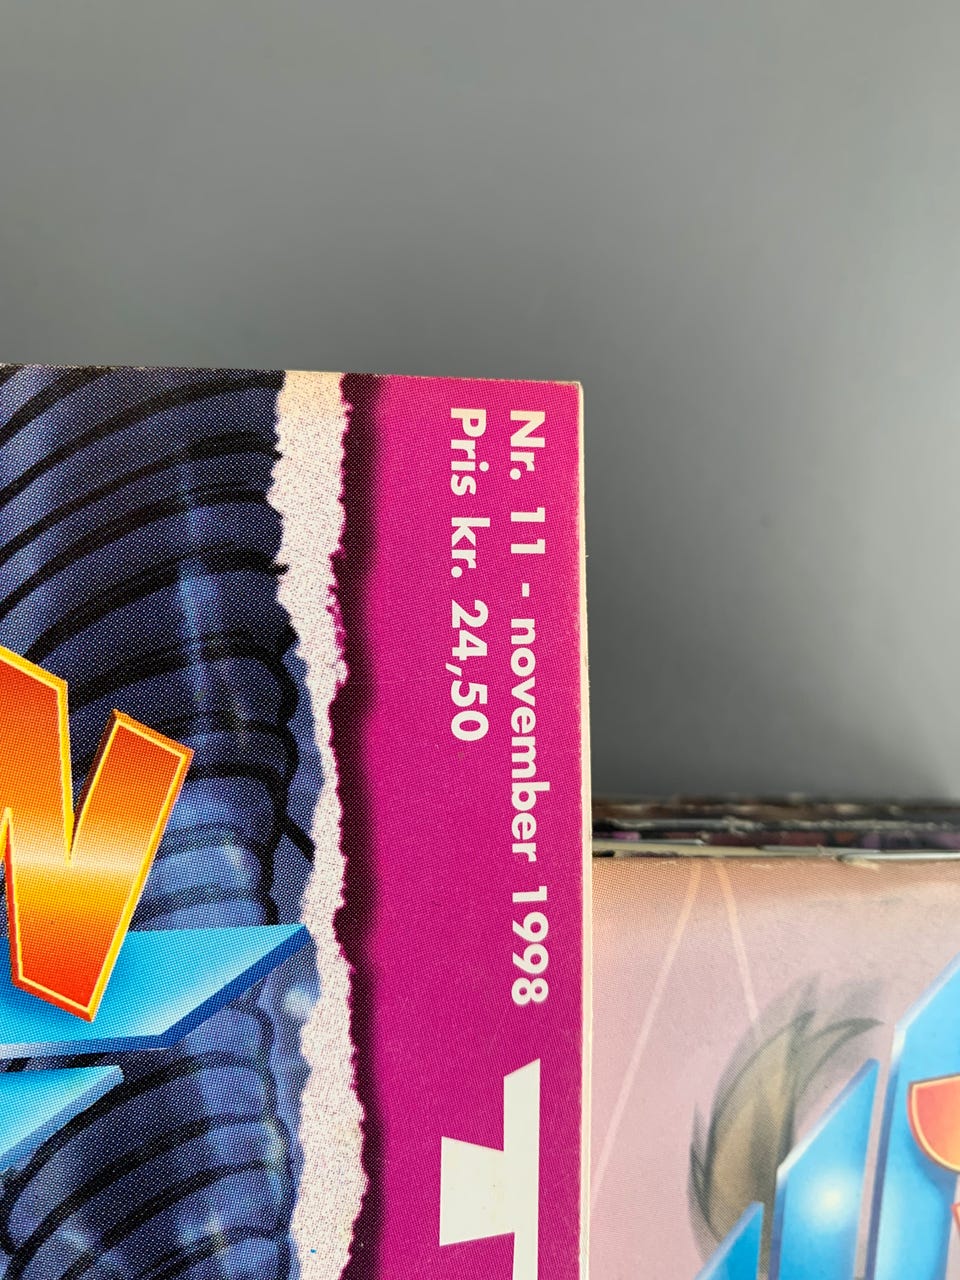 Nr. 11 - november 1998
Pris kr. 24,50